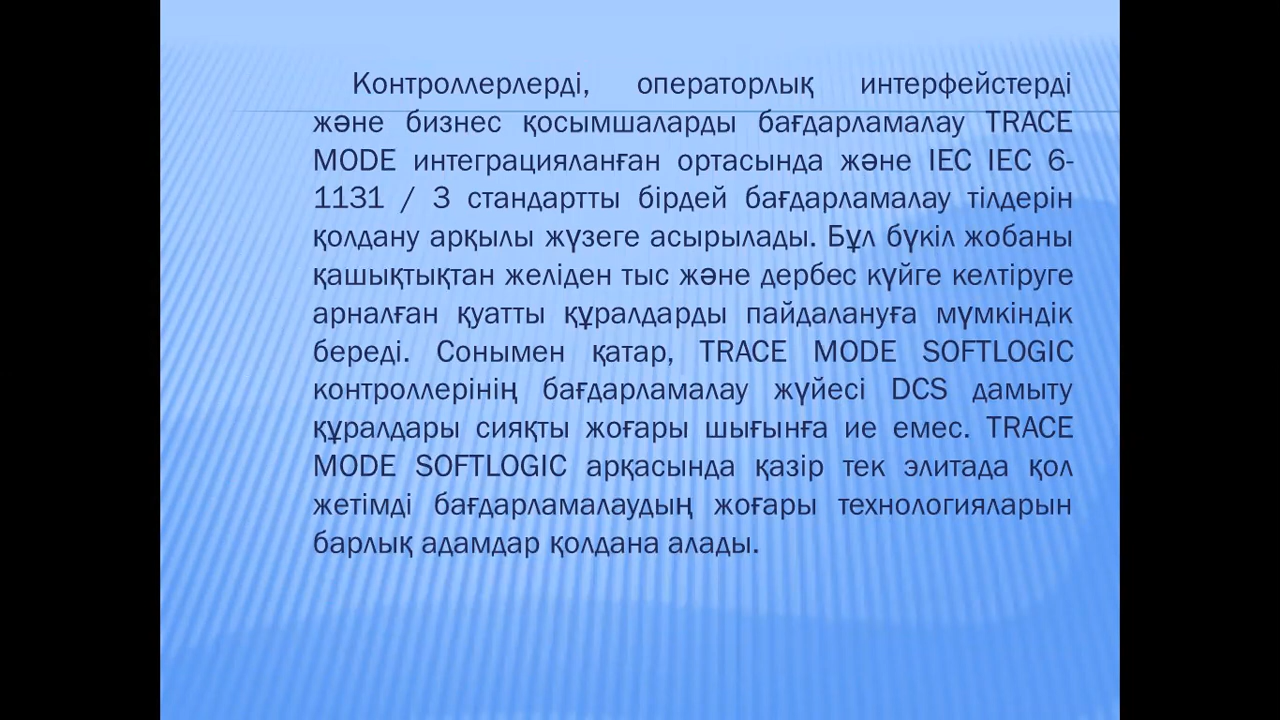 Контроллерлерді, операторлық интерфейстерді
және бизнес қосымшаларды бағдарламалау TRACE
MODE интеграцияланған ортасында және IEC IEC 6-
1131 / 3 стандартты бірдей бағдарламалау тілдерін
қолдану арқылы жүзеге асырылады. Бұл бүкіл жобаны
қашықтықтан желіден тыс және дербес күйге келтіруге
арналған қуатты құралдарды пайдалануға мүмкіндік
береді. Сонымен қатар, TRACE MODE SOFTLOGIC
контроллерінің бағдарламалау жүйесі DCS дамыту
құралдары сияқты жоғары шығынға ие емес. TRACE
MODE SOFTLOGIC арқасында қазір тек элитада қол
жетімді бағдарламалаудың жоғары технологияларын
барлық адамдар қолдана алады.